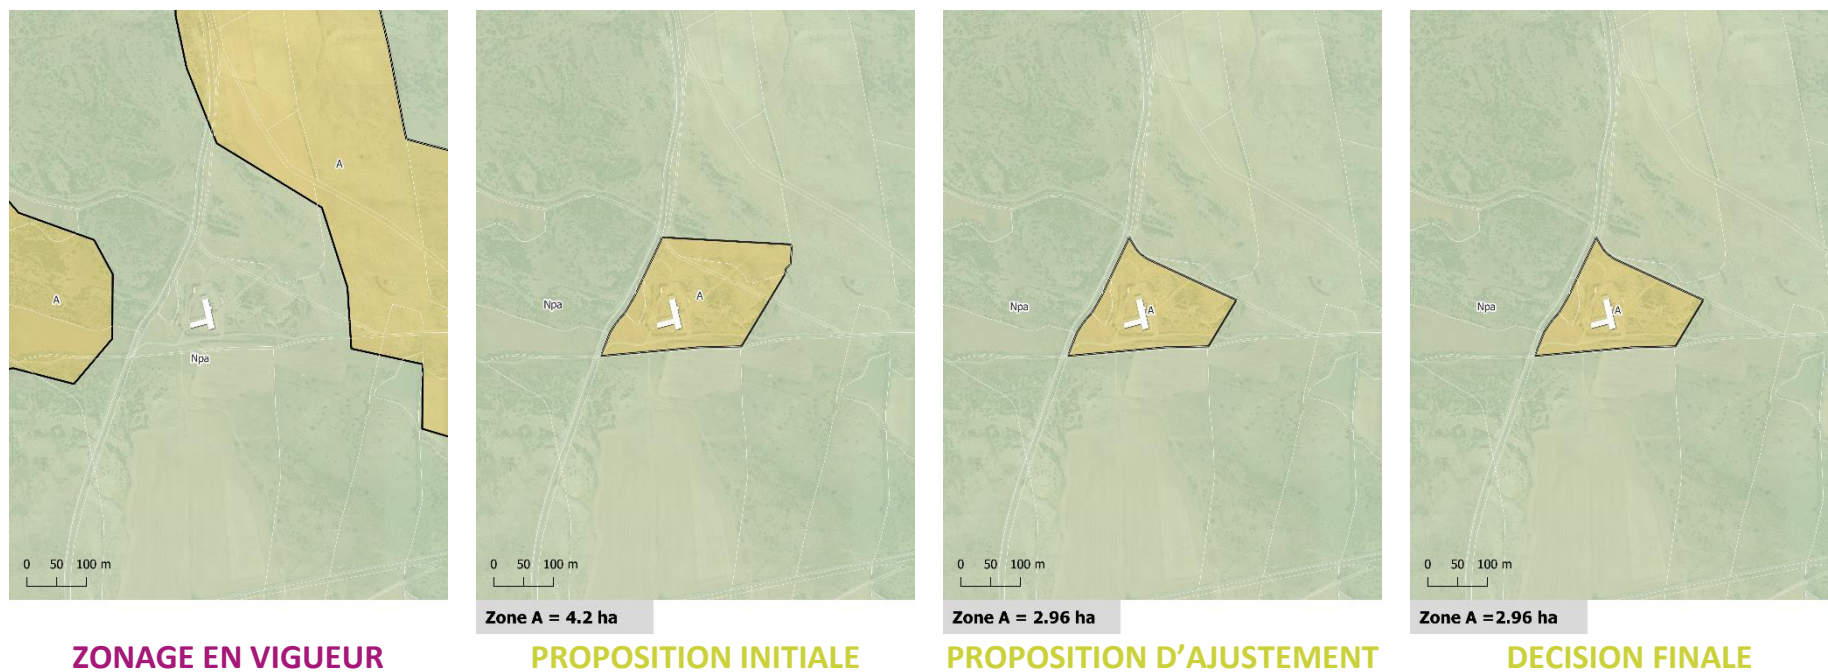 A
A
Npa
0 50 100 m
ZONAGE EN VIGUEUR
Npa
A
0 50 100 m
Zone A = 4.2 ha
PROPOSITION INITIALE
Npa
A
0 50 100 m
Zone A = 2.96 ha
PROPOSITION D’AJUSTEMENT
Npa
A
0 50 100 m
Zone A =2.96 ha
DECISION FINALE